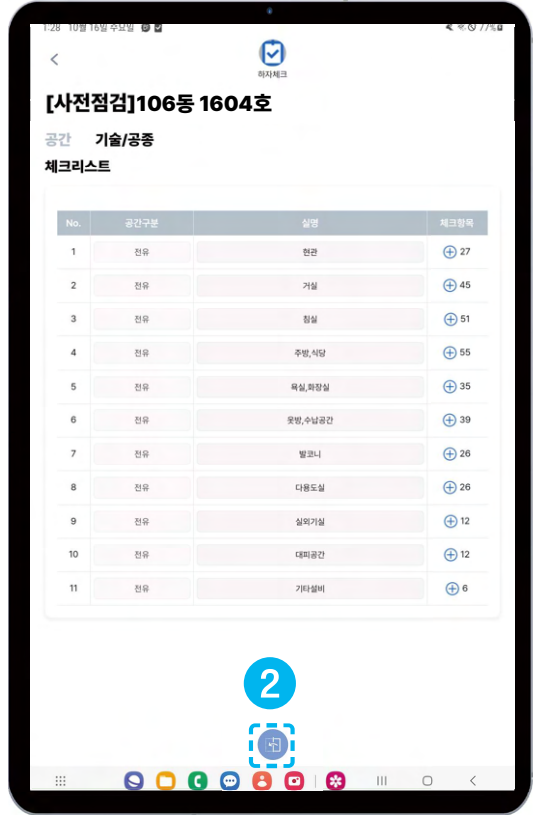 1:28 10월 16일 수요일 77%
하자체크
[사전점검]106동 1604호
공간 기술/공종
체크리스트
No. 공간구분 실명 체크항목
1 전유 현관 27
2 전유 거실 45
3 전유 침실 51
4 전유 주방,식당 55
5 전유 욕실,화장실 35
6 전유 옷방,수납공간 39
7 전유 발코니 26
8 전유 다용도실 26
9 전유 실외기실 12
10 전유 대피공간 12
11 전유 기타설비 6
2